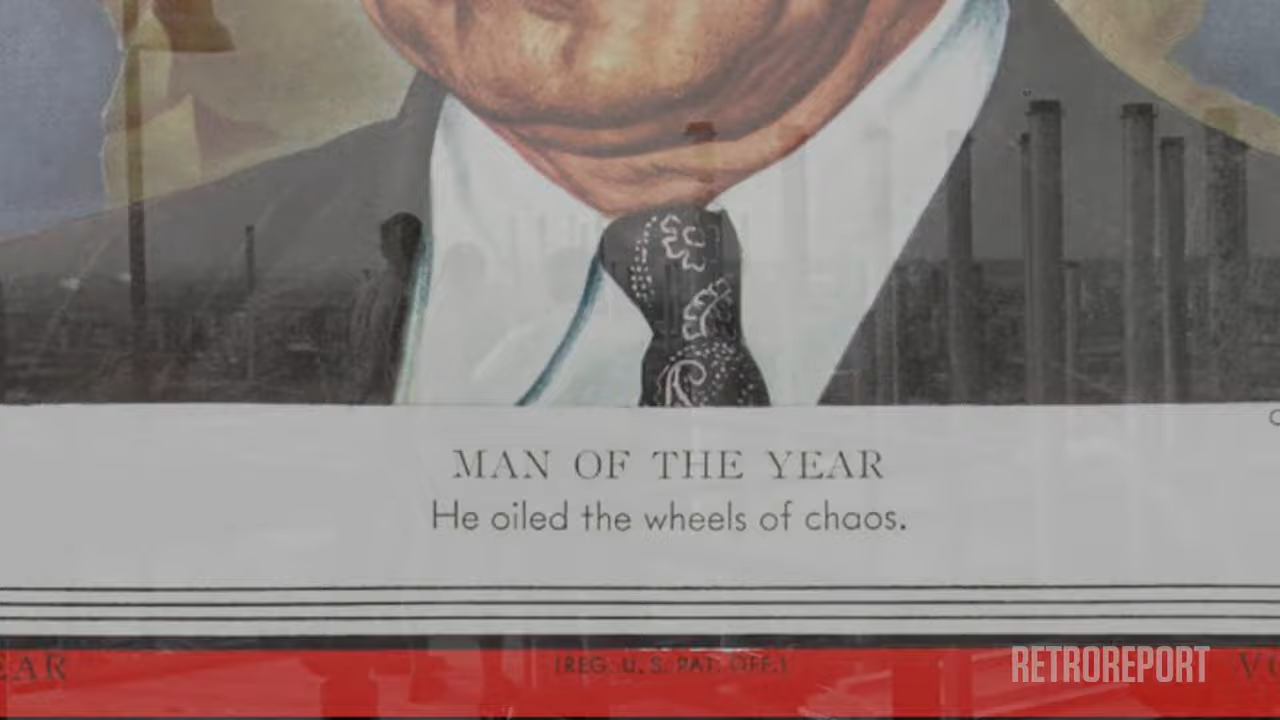 MAN OF THE YEAR
He oiled the wheels of chaos.
EAR
(REG. U. S. PAT. OFF.)
RETROREPORT